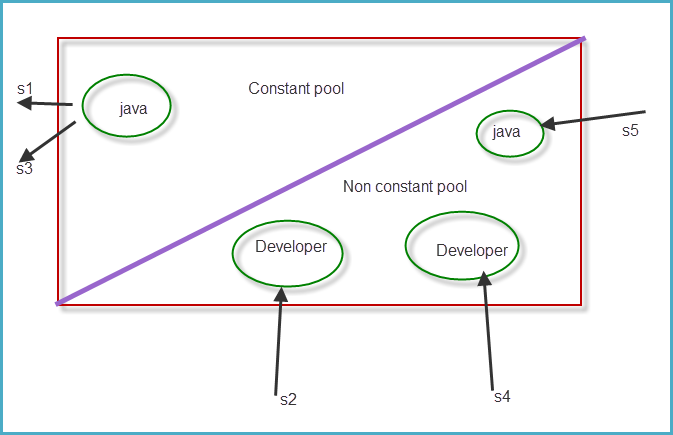 s1
java
Constant pool
s3
java
s5
Non constant pool
Developer
Developer
s2
s4